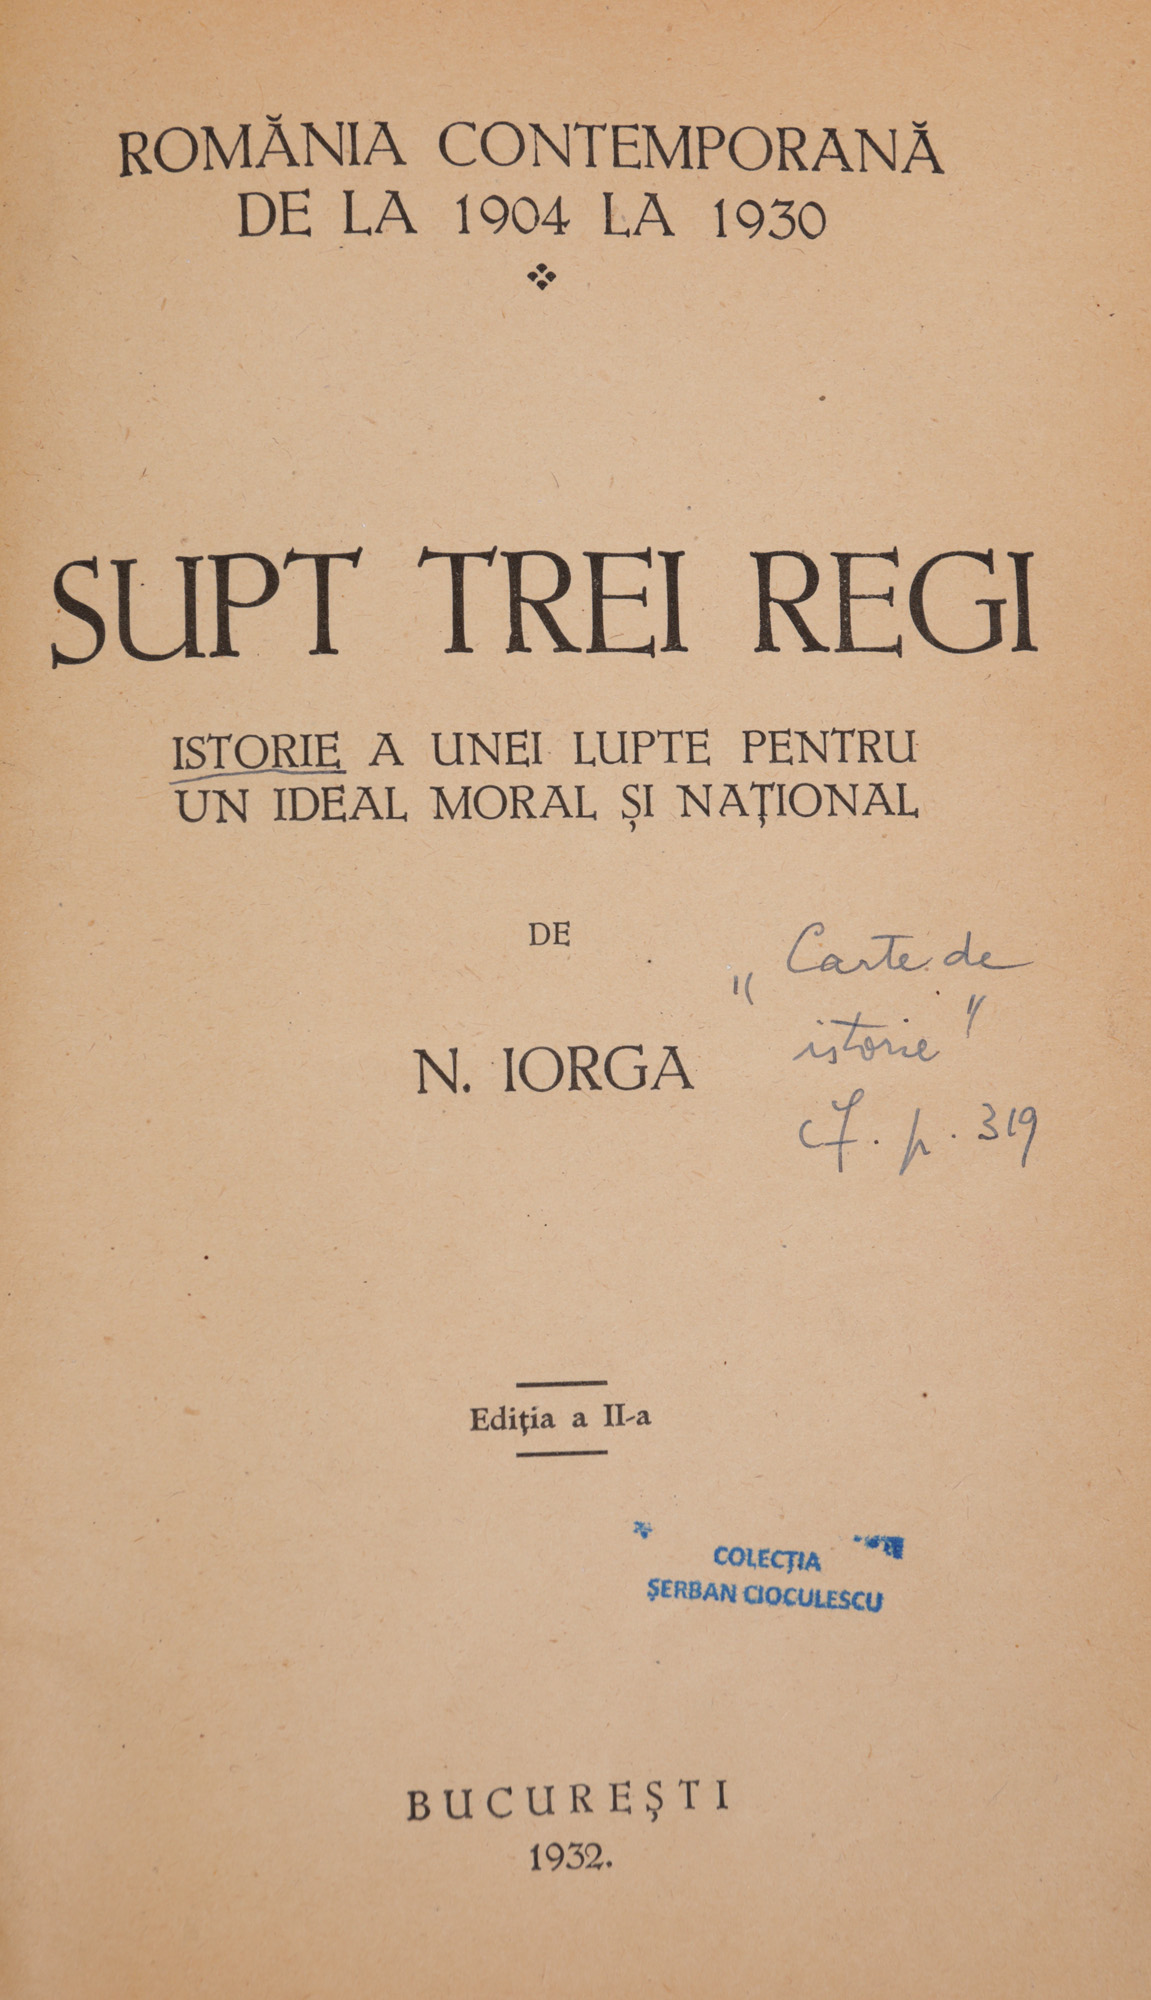 ROMĂNIA CONTEMPORANĂ
DE LA 1904 LA 1930
SUPT TREI REGI
ISTORIE A UNEI LUPTE PENTRU
UN IDEAL MORAL ȘI NAȚIONAL
DE
„Carte de
istorie”
N. IORGA
cf. p. 319
Ediția a II-a
COLECȚIA
ȘERBAN CIOCULESCU
BUCUREȘTI
1932.